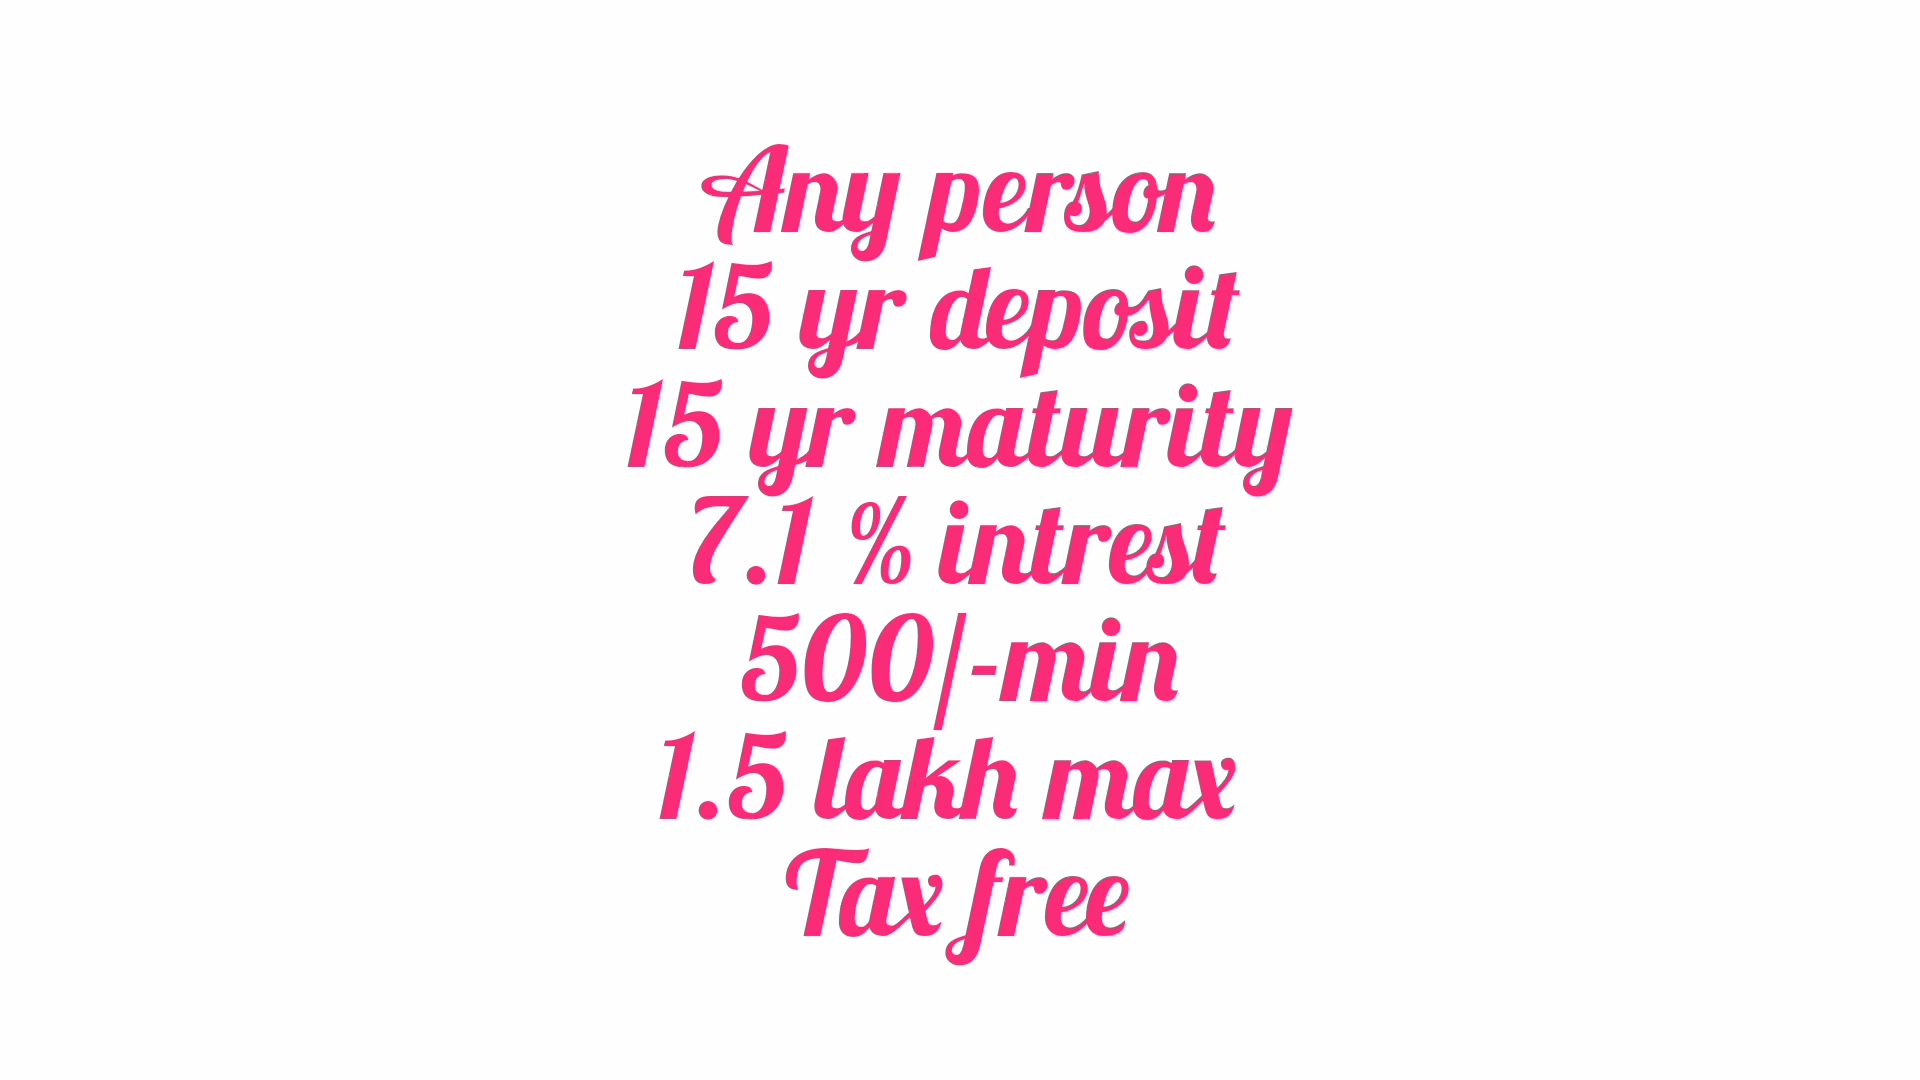 Any person
15 yr deposit
15 yr maturity
7.1 % intrest
500/-min
1.5 lakh max
Tax free